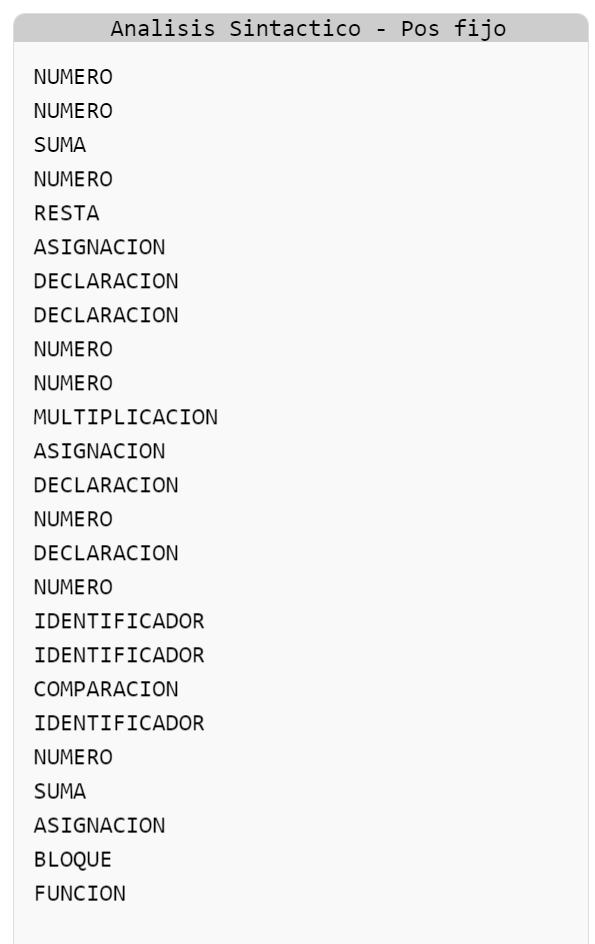 Analisis Sintactico - Pos fijo
NUMERO
NUMERO
SUMA
NUMERO
RESTA
ASIGNACION
DECLARACION
DECLARACION
NUMERO
NUMERO
MULTIPLICACION
ASIGNACION
DECLARACION
NUMERO
DECLARACION
NUMERO
IDENTIFICADOR
IDENTIFICADOR
COMPARACION
IDENTIFICADOR
NUMERO
SUMA
ASIGNACION
BLOQUE
FUNCION